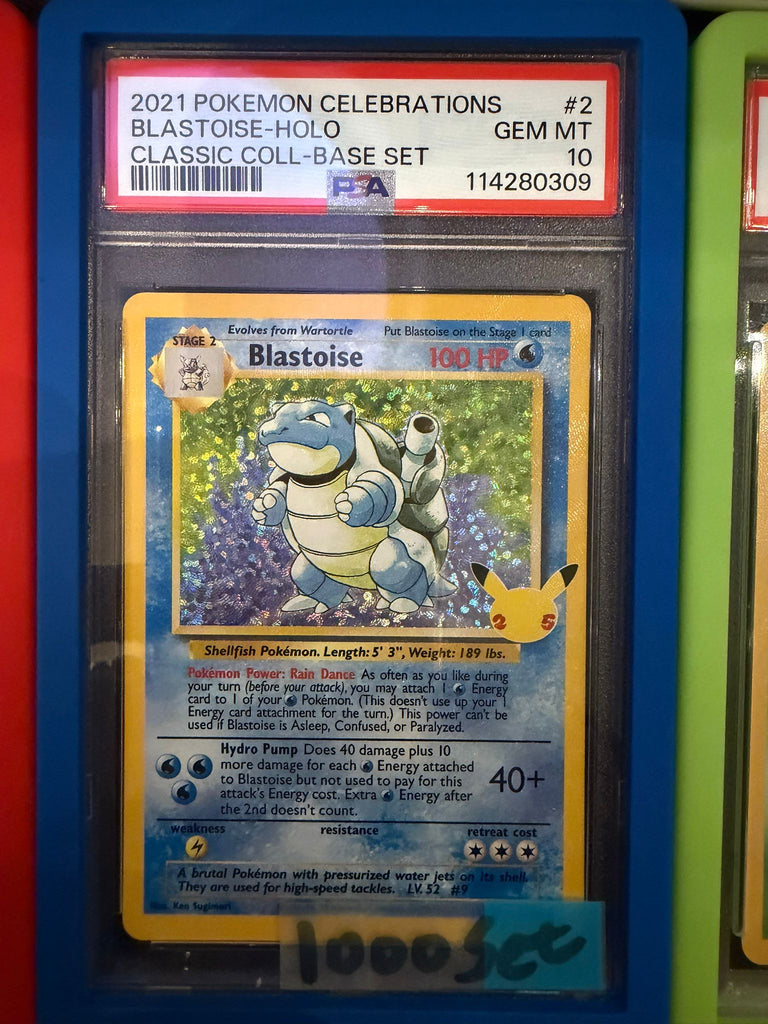 2021 POKEMON CELEBRATIONS #2
BLASTOISE-HOLO GEM MT
CLASSIC COLL-BASE SET 10
PSA 114280309
Evolves from Wartortle Put Blastoise on the Stage 1 card
STAGE 2
Blastoise 100 HP
25
Shellfish Pokémon. Length: 5' 3", Weight: 189 lbs.
Pokémon Power: Rain Dance As often as you like during
your turn (before your attack), you may attach 1 Energy
card to 1 of your Pokémon. (This doesn't use up your 1
Energy card attachment for the turn.) This power can't be
used if Blastoise is Asleep, Confused, or Paralyzed.
Hydro Pump Does 40 damage plus 10
more damage for each Energy attached
to Blastoise but not used to pay for this
attack's Energy cost. Extra Energy after
the 2nd doesn't count.
40+
weakness resistance retreat cost
A brutal Pokémon with pressurized water jets on its shell.
They are used for high-speed tackles. LV. 52 #9
Illus. Ken Sugimori
1000 Set